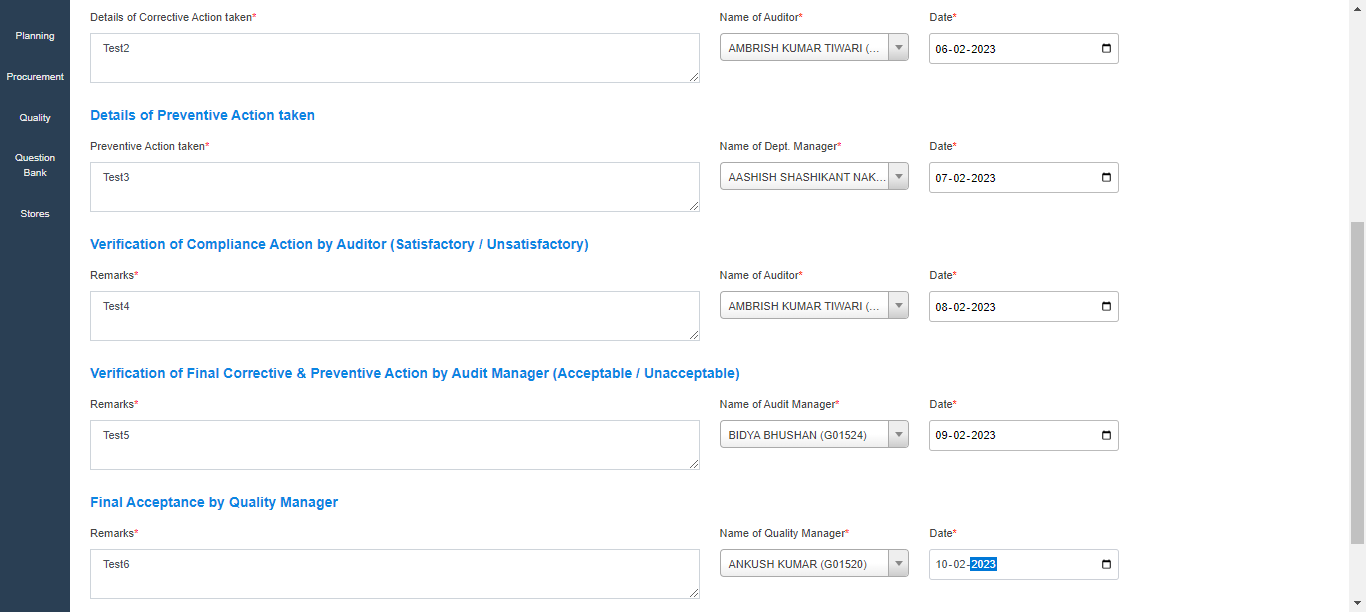 Planning
Procurement
Quality
Question
Bank
Stores
Details of Corrective Action taken* Name of Auditor* Date*
Test2 AMBRISH KUMAR TIWARI (... 06-02-2023
Details of Preventive Action taken
Preventive Action taken* Name of Dept. Manager* Date*
Test3 AASHISH SHASHIKANT NAK... 07-02-2023
Verification of Compliance Action by Auditor (Satisfactory / Unsatisfactory)
Remarks* Name of Auditor* Date*
Test4 AMBRISH KUMAR TIWARI (... 08-02-2023
Verification of Final Corrective & Preventive Action by Audit Manager (Acceptable / Unacceptable)
Remarks* Name of Audit Manager* Date*
Test5 BIDYA BHUSHAN (G01524) 09-02-2023
Final Acceptance by Quality Manager
Remarks* Name of Quality Manager* Date*
Test6 ANKUSH KUMAR (G01520) 10-02-2023